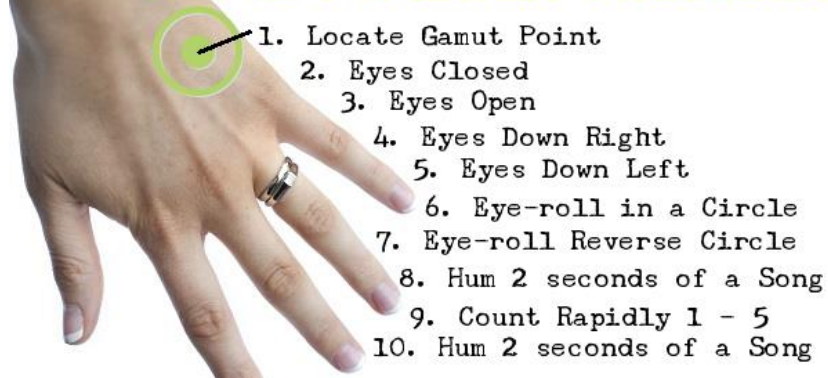 1. Locate Gamut Point
2. Eyes Closed
3. Eyes Open
4. Eyes Down Right
5. Eyes Down Left
6. Eye-roll in a Circle
7. Eye-roll Reverse Circle
8. Hum 2 seconds of a Song
9. Count Rapidly 1 - 5
10. Hum 2 seconds of a Song